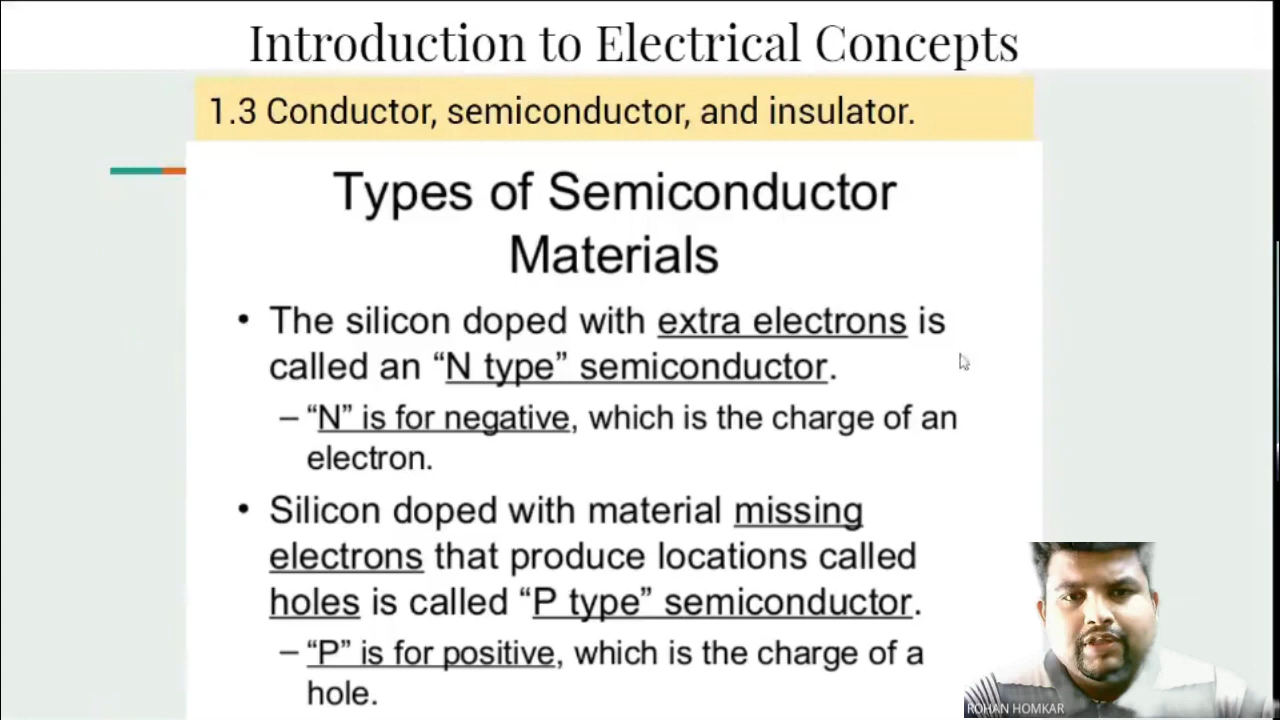 Introduction to Electrical Concepts
1.3 Conductor, semiconductor, and insulator.
Types of Semiconductor
Materials
• The silicon doped with extra electrons is
called an “N type” semiconductor.
– “N” is for negative, which is the charge of an
electron.
• Silicon doped with material missing
electrons that produce locations called
holes is called “P type” semiconductor.
– “P” is for positive, which is the charge of a
hole.
ROHAN HOMKAR